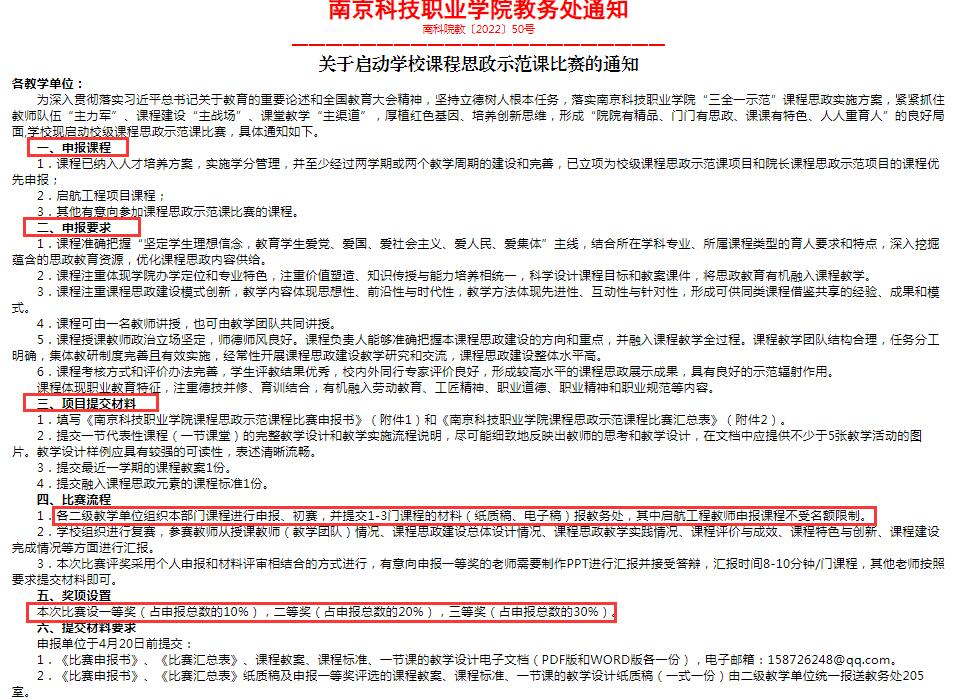 南京科技职业学院教务处通知
南科院教〔2022〕50号
关于启动学校课程思政示范课比赛的通知
各教学单位：
为深入贯彻落实习近平总书记关于教育的重要论述和全国教育大会精神，坚持立德树人根本任务，落实南京科技职业学院“三全一示范”课程思政实施方案，紧紧抓住
教师队伍“主力军”、课程建设“主战场”、课堂教学“主渠道”，厚植红色基因、培养创新思维，形成“院院有精品、门门有思政、课课有特色、人人重育人”的良好局
面,学校现启动校级课程思政示范课比赛，具体通知如下。
一、申报课程
1．课程已纳入人才培养方案，实施学分管理，并至少经过两学期或两个教学周期的建设和完善，已立项为校级课程思政示范课项目和院长课程思政示范项目的课程优
先申报；
2．启航工程项目课程；
3．其他有意向参加课程思政示范课比赛的课程。
二、申报要求
1．课程准确把握“坚定学生理想信念，教育学生爱党、爱国、爱社会主义、爱人民、爱集体”主线，结合所在学科专业、所属课程类型的育人要求和特点，深入挖掘
蕴含的思政教育资源，优化课程思政内容供给。
2．课程注重体现学院办学定位和专业特色，注重价值塑造、知识传授与能力培养相统一，科学设计课程目标和教案课件，将思政教育有机融入课程教学。
3．课程注重课程思政建设模式创新，教学内容体现思想性、前沿性与时代性，教学方法体现先进性、互动性与针对性，形成可供同类课程借鉴共享的经验、成果和模
式。
4．课程可由一名教师讲授，也可由教学团队共同讲授。
5．课程授课教师政治立场坚定，师德师风良好。课程负责人能够准确把握本课程思政建设的方向和重点，并融入课程教学全过程。课程教学团队结构合理，任务分工
明确，集体教研制度完善且有效实施，经常性开展课程思政建设教学研究和交流，课程思政建设整体水平高。
6．课程考核方式和评价办法完善，学生评教结果优秀，校内外同行专家评价良好，形成较高水平的课程思政展示成果，具有良好的示范辐射作用。
课程体现职业教育特征，注重德技并修、育训结合，有机融入劳动教育、工匠精神、职业道德、职业精神和职业规范等内容。
三、项目提交材料
1．填写《南京科技职业学院课程思政示范课程比赛申报书》（附件1）和《南京科技职业学院课程思政示范课程比赛汇总表》（附件2）。
2．提交一节代表性课程（一节课堂）的完整教学设计和教学实施流程说明，尽可能细致地反映出教师的思考和教学设计，在文档中应提供不少于5张教学活动的图
片。教学设计样例应具有较强的可读性，表述清晰流畅。
3．提交最近一学期的课程教案1份。
4．提交融入课程思政元素的课程标准1份。
四、比赛流程
1．各二级教学单位组织本部门课程进行申报、初赛，并提交1-3门课程的材料（纸质稿、电子稿）报教务处，其中启航工程教师申报课程不受名额限制。
2．学校组织进行复赛，参赛教师从授课教师（教学团队）情况、课程思政建设总体设计情况、课程思政教学实践情况、课程评价与成效、课程特色与创新、课程建设
完成情况等方面进行汇报。
3．本次比赛评奖采用个人申报和材料评审相结合的方式进行，有意向申报一等奖的老师需要制作PPT进行汇报并接受答辩，汇报时间8-10分钟/门课程，其他老师按照
要求提交材料即可。
五、奖项设置
本次比赛设一等奖（占申报总数的10%），二等奖（占申报总数的20%），三等奖（占申报总数的30%）。
六、提交材料要求
申报单位于4月20日前提交：
1．《比赛申报书》、《比赛汇总表》、课程教案、课程标准、一节课的教学设计电子文档（PDF版和WORD版各一份），电子邮箱：158726248@qq.com。
2．《比赛申报书》、《比赛汇总表》纸质稿及申报一等奖评选的课程教案、课程标准、一节课的教学设计纸质稿（一式一份）由二级教学单位统一报送教务处205
室。